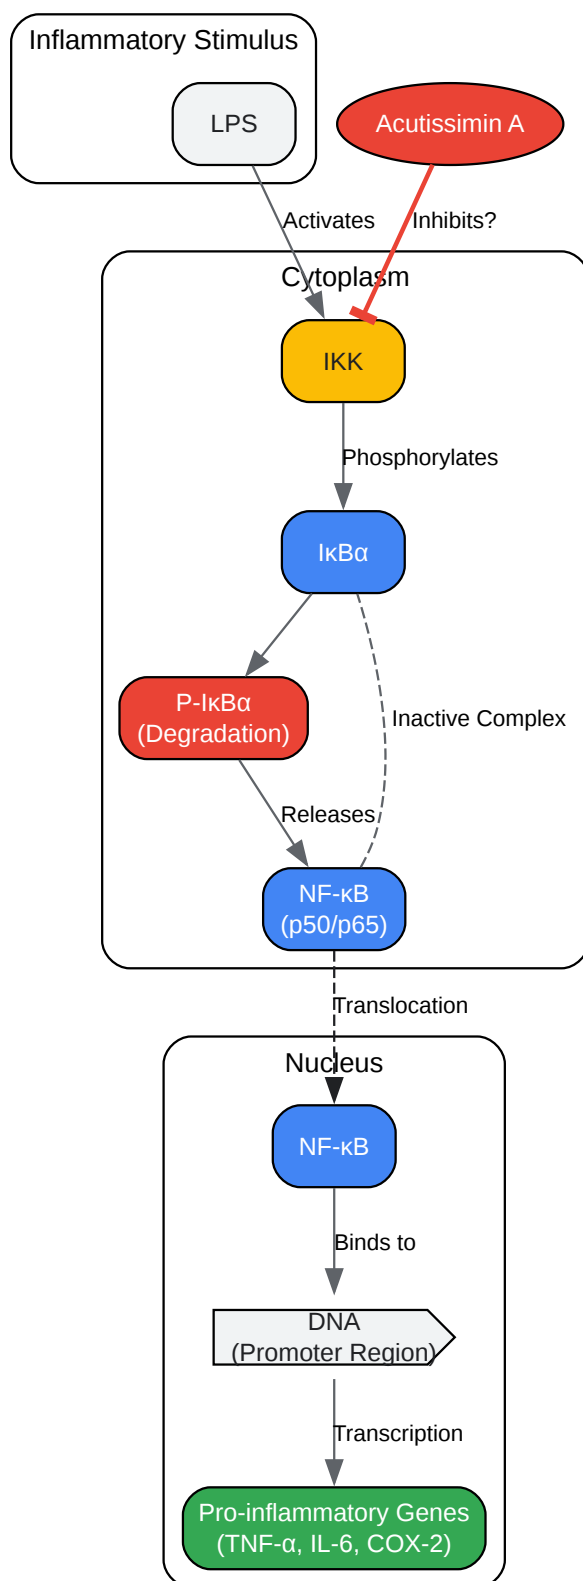 Inflammatory Stimulus
LPS
Acutissimin A
Activates
Inhibits?
Cytoplasm
IKK
Phosphorylates
IκBα
P-IκBα
(Degradation)
Inactive Complex
Releases
NF-κB
(p50/p65)
Translocation
Nucleus
NF-κB
Binds to
DNA
(Promoter Region)
Transcription
Pro-inflammatory Genes
(TNF-α, IL-6, COX-2)